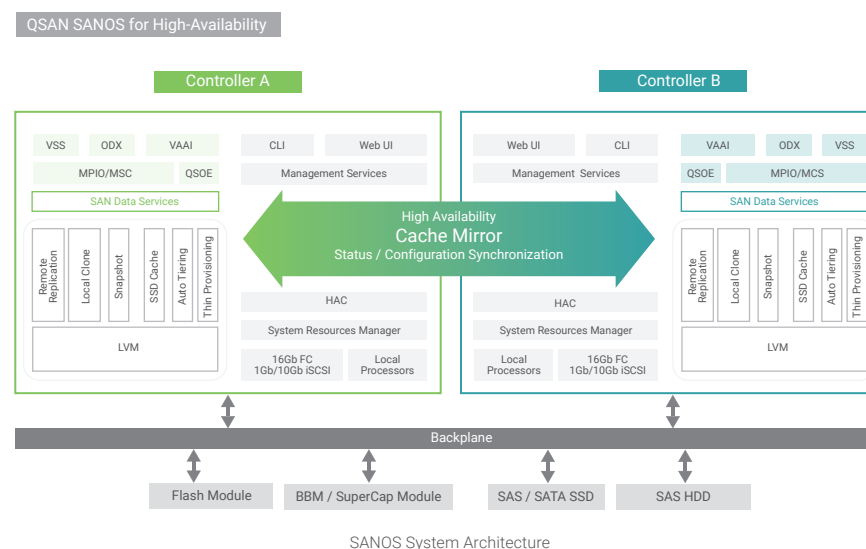 QSAN SANOS for High-Availability
Controller A
Controller B
VSS
ODX
VAAI
CLI
Web UI
MPIO/MSC
QSOE
Management Services
SAN Data Services
Web UI
CLI
VAAI
ODX
VSS
Management Services
QSOE
MPIO/MCS
SAN Data Services
High Availability
Cache Mirror
Status / Configuration Synchronization
Remote
Replication
Local Clone
Snapshot
SSD Cache
Auto Tiering
Thin Provisioning
LVM
HAC
System Resources Manager
16Gb FC
1Gb/10Gb iSCSI
Local
Processors
HAC
System Resources Manager
Local
Processors
16Gb FC
1Gb/10Gb iSCSI
Remote
Replication
Local Clone
Snapshot
SSD Cache
Auto Tiering
Thin Provisioning
LVM
Backplane
Flash Module
BBM / SuperCap Module
SAS / SATA SSD
SAS HDD
SANOS System Architecture